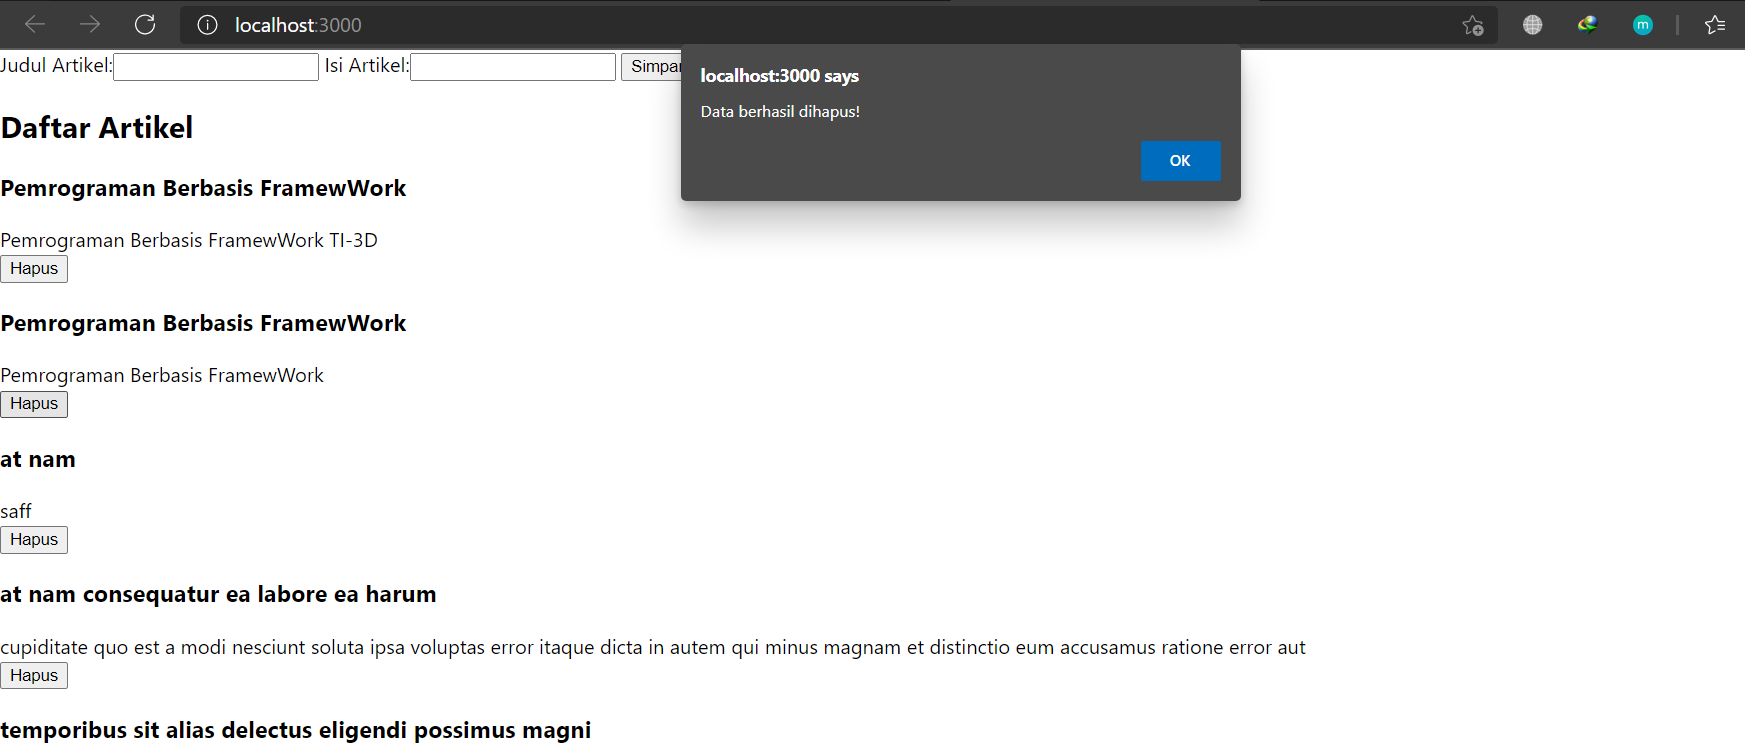 localhost:3000
Judul Artikel: Isi Artikel: Simpan
localhost:3000 says
Data berhasil dihapus!
OK
Daftar Artikel
Pemrograman Berbasis FramewWork
Pemrograman Berbasis FramewWork TI-3D
Hapus
Pemrograman Berbasis FramewWork
Pemrograman Berbasis FramewWork
Hapus
at nam
saff
Hapus
at nam consequatur ea labore ea harum
cupiditate quo est a modi nesciunt soluta ipsa voluptas error itaque dicta in autem qui minus magnam et distinctio eum accusamus ratione error aut
Hapus
temporibus sit alias delectus eligendi possimus magni
m